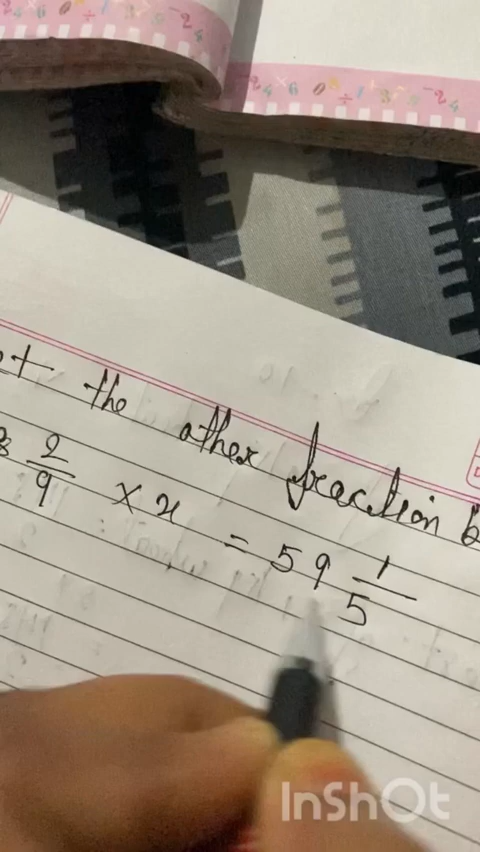 the other fraction b
2/9 × x = 59 1/5
InShOt